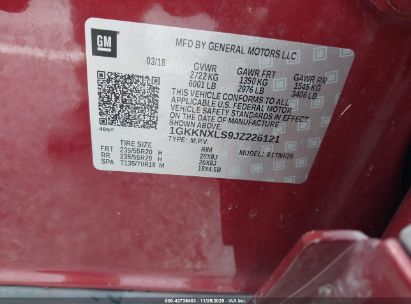 GM
MFD BY GENERAL MOTORS LLC
03/18 GVWR GAWR FRT GAWR RR
2722 KG 1350 KG 1545 KG
6001 LB 2976 LB 3406 LB
THIS VEHICLE CONFORMS TO ALL APPLICABLE
U.S. FEDERAL MOTOR VEHICLE
SAFETY STANDARDS IN EFFECT ON THE
DATE OF MANUFACTURE SHOWN ABOVE.
1GKKNXLS9JZ226121
TYPE: M.P.V.
TIRE SIZE RIM
FRT 235/55R20 H 20X8J
RR 235/55R20 H 20X8J
SPA T135/70R18 M 18X4.5B